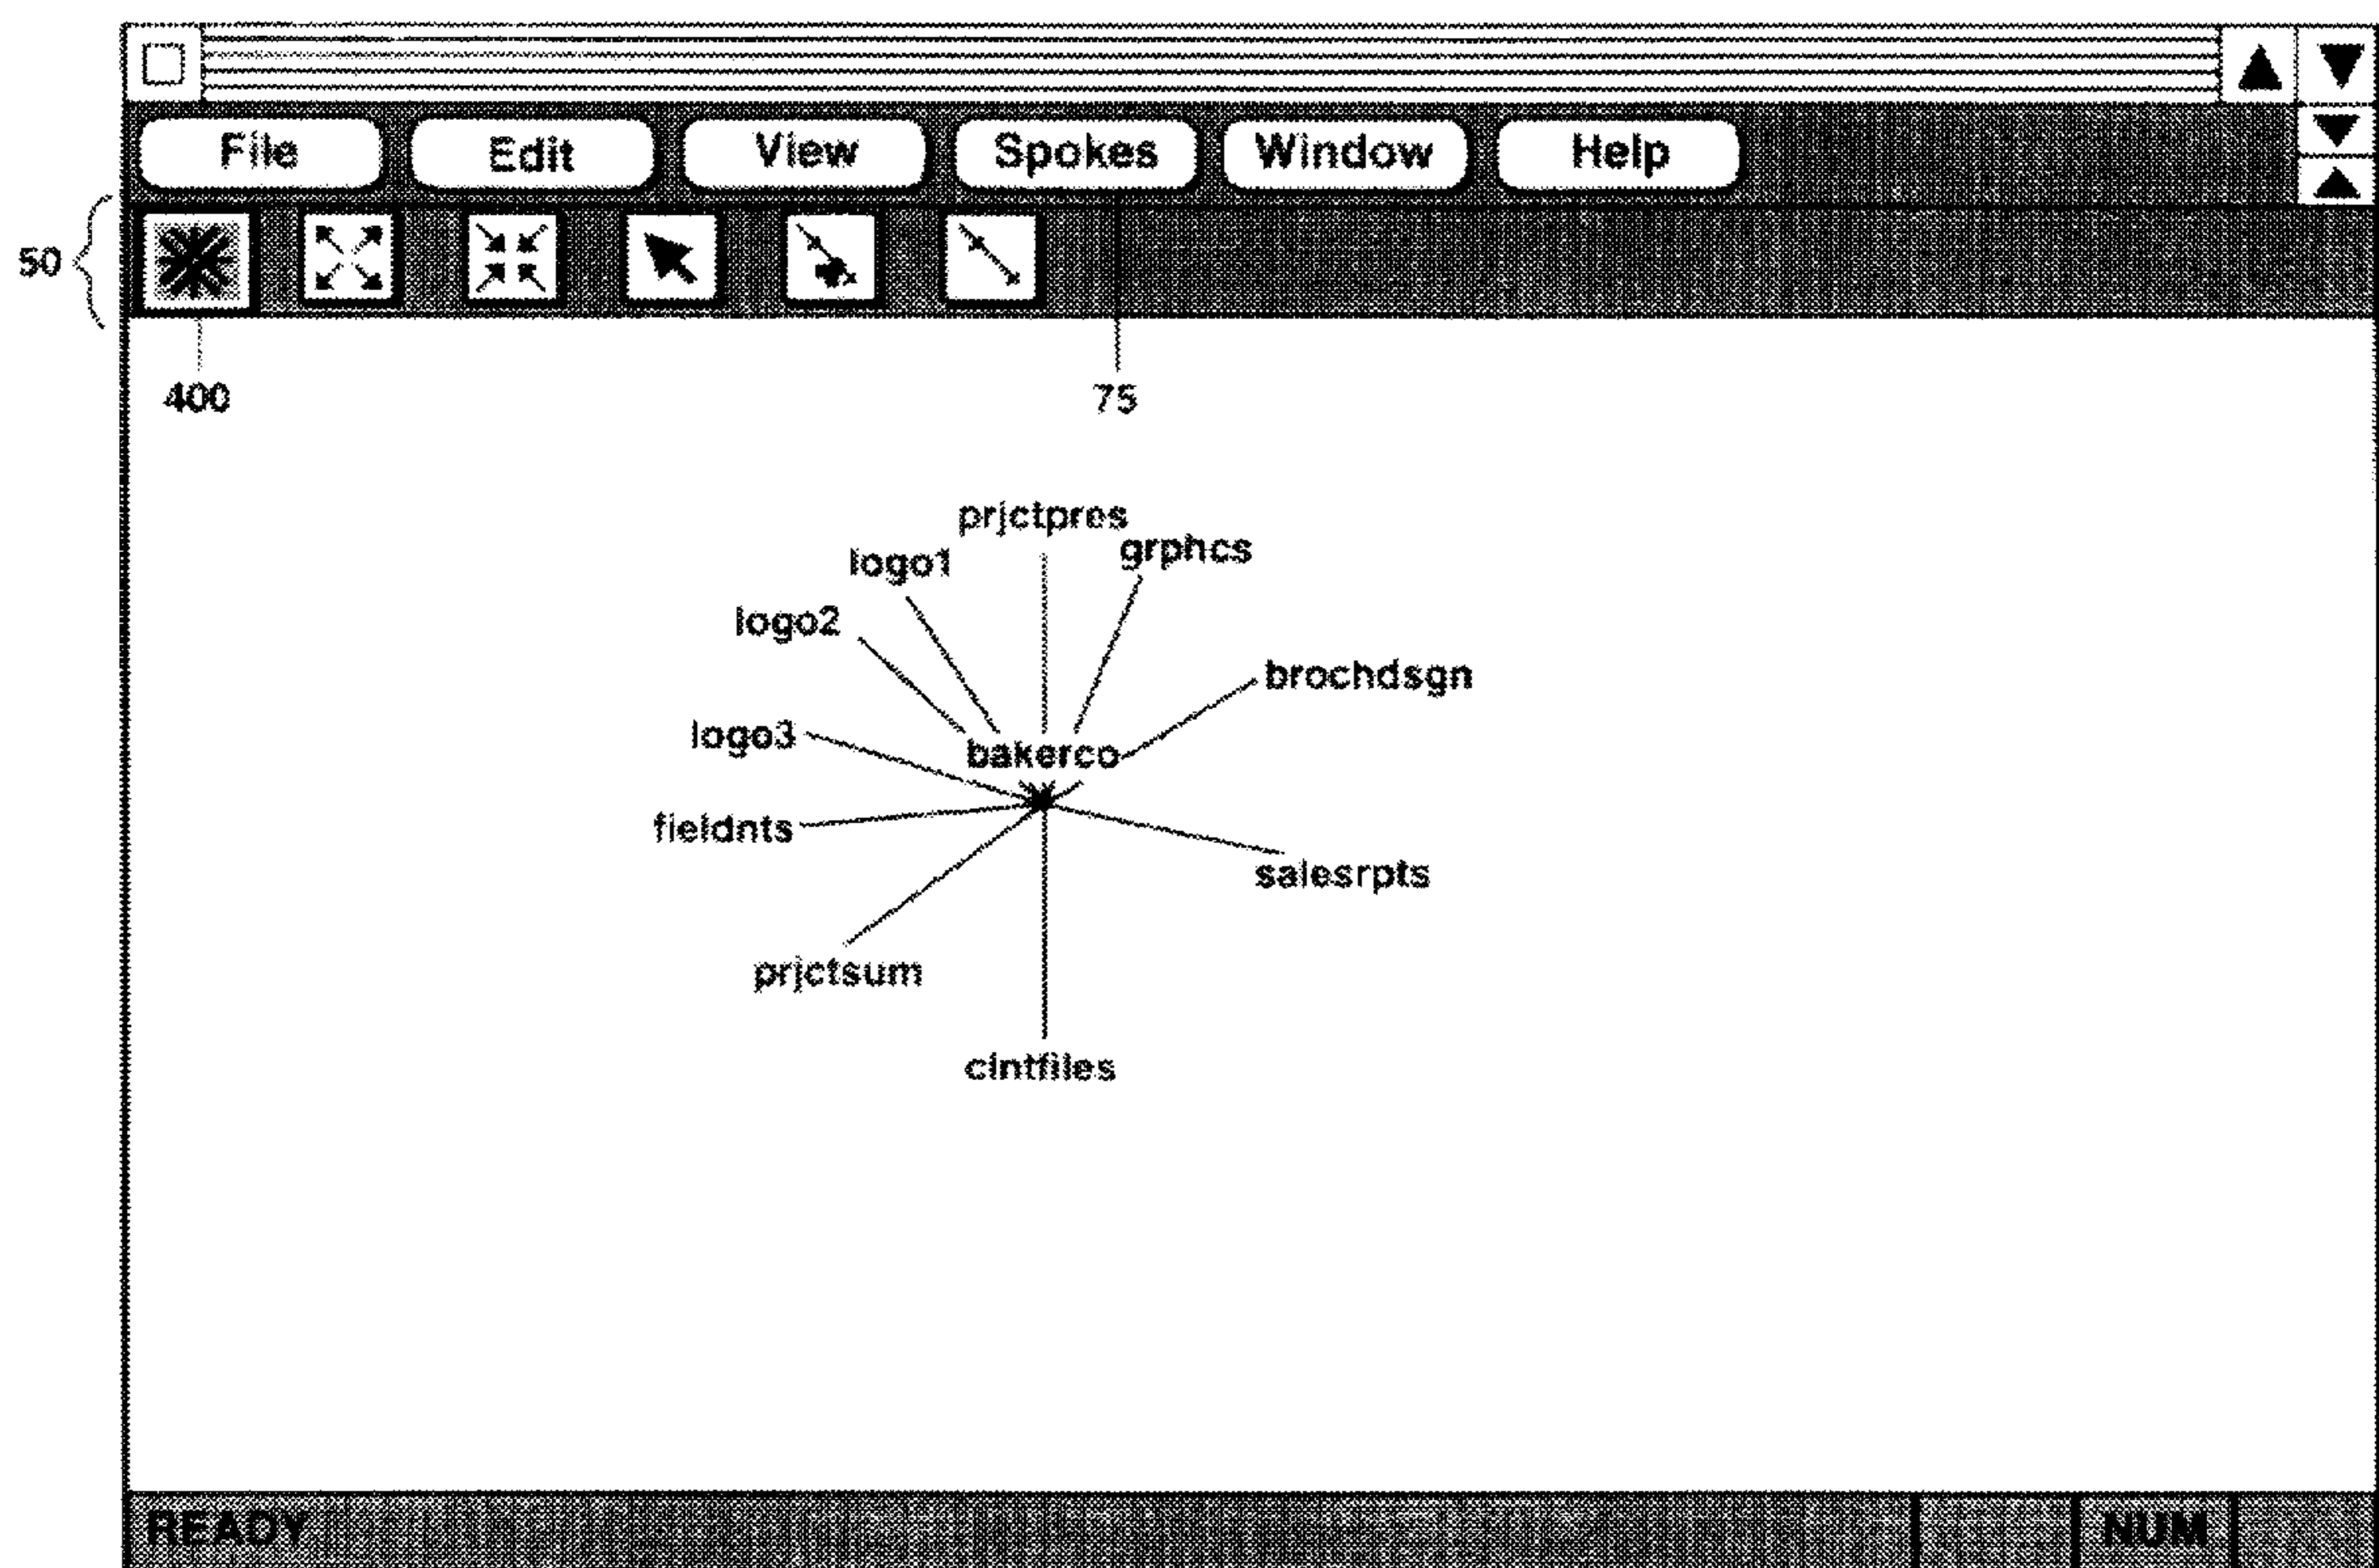 File Edit View Spokes Window Help
50
400
75
prjctpres
grphcs
logo1
logo2
brochdsgn
logo3
bakerco
fieldnts
salesrpts
prjctsum
clntfiles
READY NUM